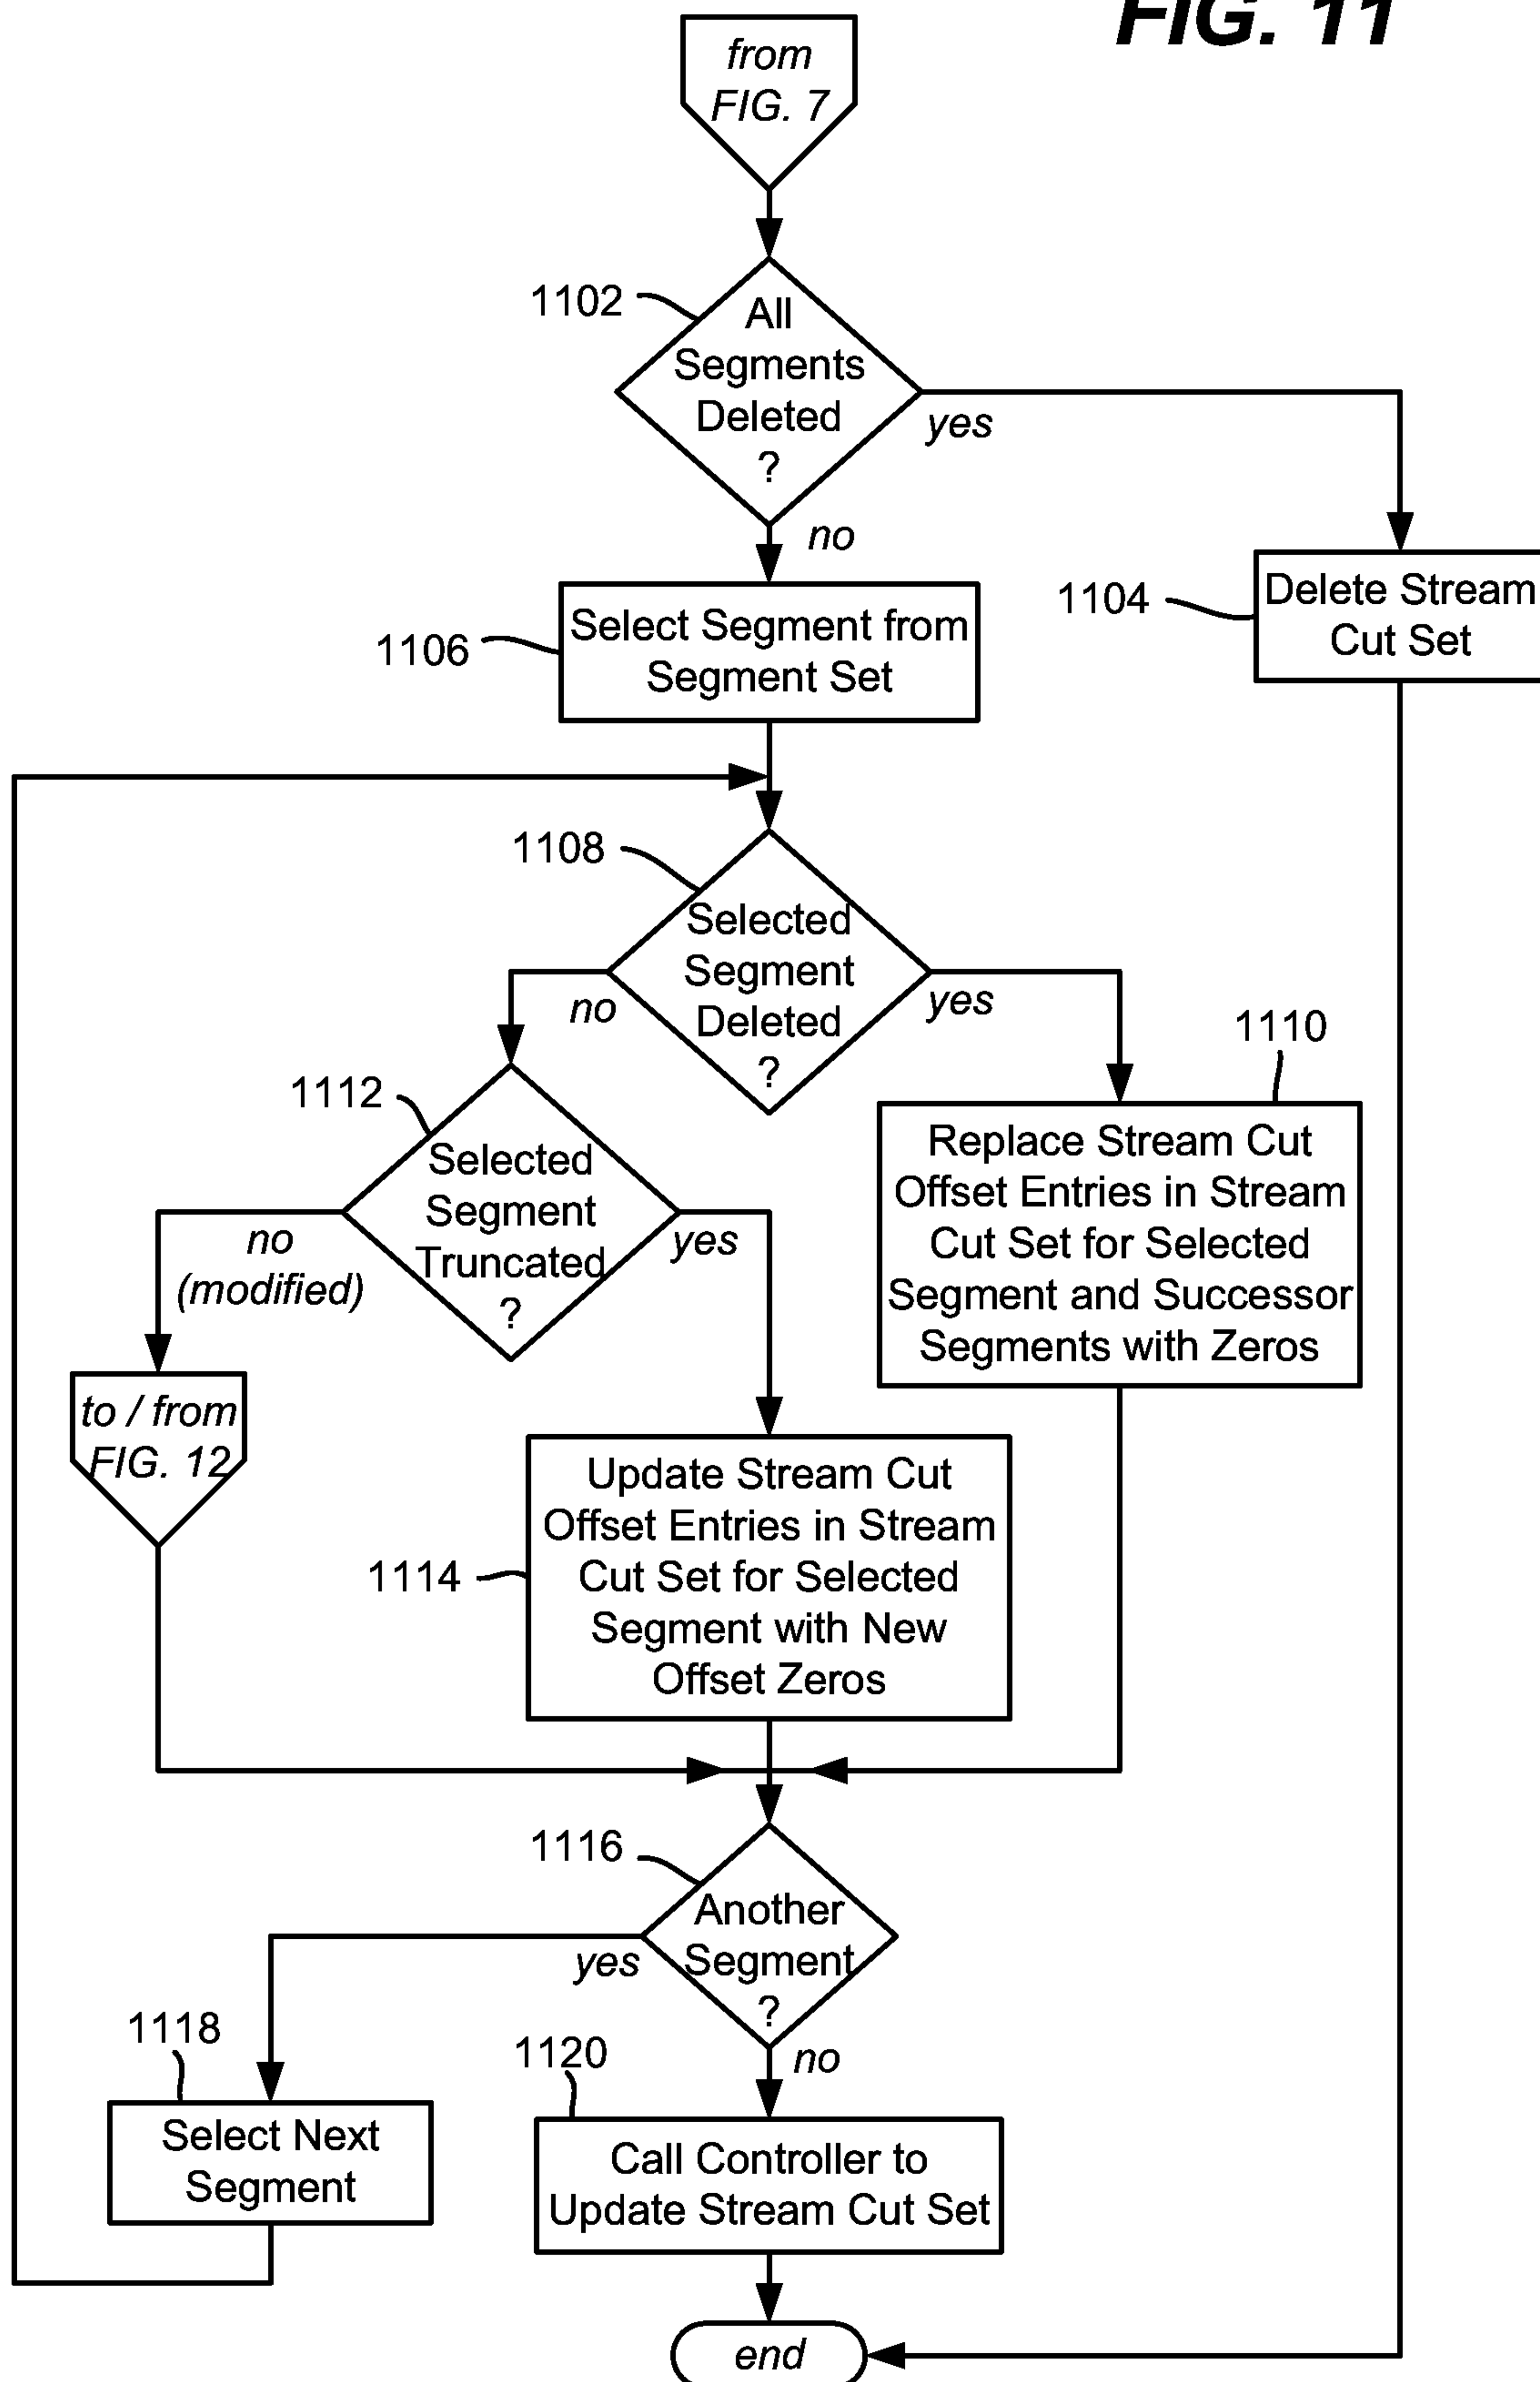 FIG. 11
from
FIG. 7
1102
All
Segments
Deleted
?
yes
no
1104
Delete Stream
Cut Set
1106
Select Segment from
Segment Set
1108
Selected
Segment
Deleted
?
no
yes
1110
Replace Stream Cut
Offset Entries in Stream
Cut Set for Selected
Segment and Successor
Segments with Zeros
1112
Selected
Segment
Truncated
?
no
(modified)
yes
to / from
FIG. 12
1114
Update Stream Cut
Offset Entries in Stream
Cut Set for Selected
Segment with New
Offset Zeros
1116
Another
Segment
?
yes
no
1118
Select Next
Segment
1120
Call Controller to
Update Stream Cut Set
end